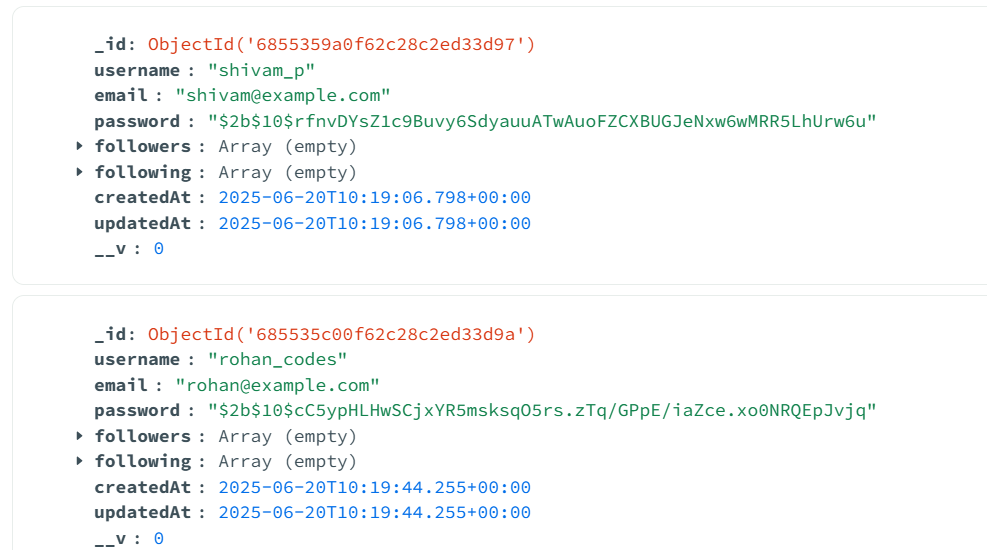 _id: ObjectId('6855359a0f62c28c2ed33d97')
username : "shivam_p"
email : "shivam@example.com"
password : "$2b$10$rfnvDYsZ1c9Buvy6SdyauuATwAuoFZCXBUGJeNxw6wMRR5LhUrw6u"
followers : Array (empty)
following : Array (empty)
createdAt : 2025-06-20T10:19:06.798+00:00
updatedAt : 2025-06-20T10:19:06.798+00:00
__v : 0
_id: ObjectId('685535c00f62c28c2ed33d9a')
username : "rohan_codes"
email : "rohan@example.com"
password : "$2b$10$cC5ypHLHwSCjxYR5msksqO5rs.zTq/GPpE/iaZce.xo0NRQEpJvjq"
followers : Array (empty)
following : Array (empty)
createdAt : 2025-06-20T10:19:44.255+00:00
updatedAt : 2025-06-20T10:19:44.255+00:00
__v : 0